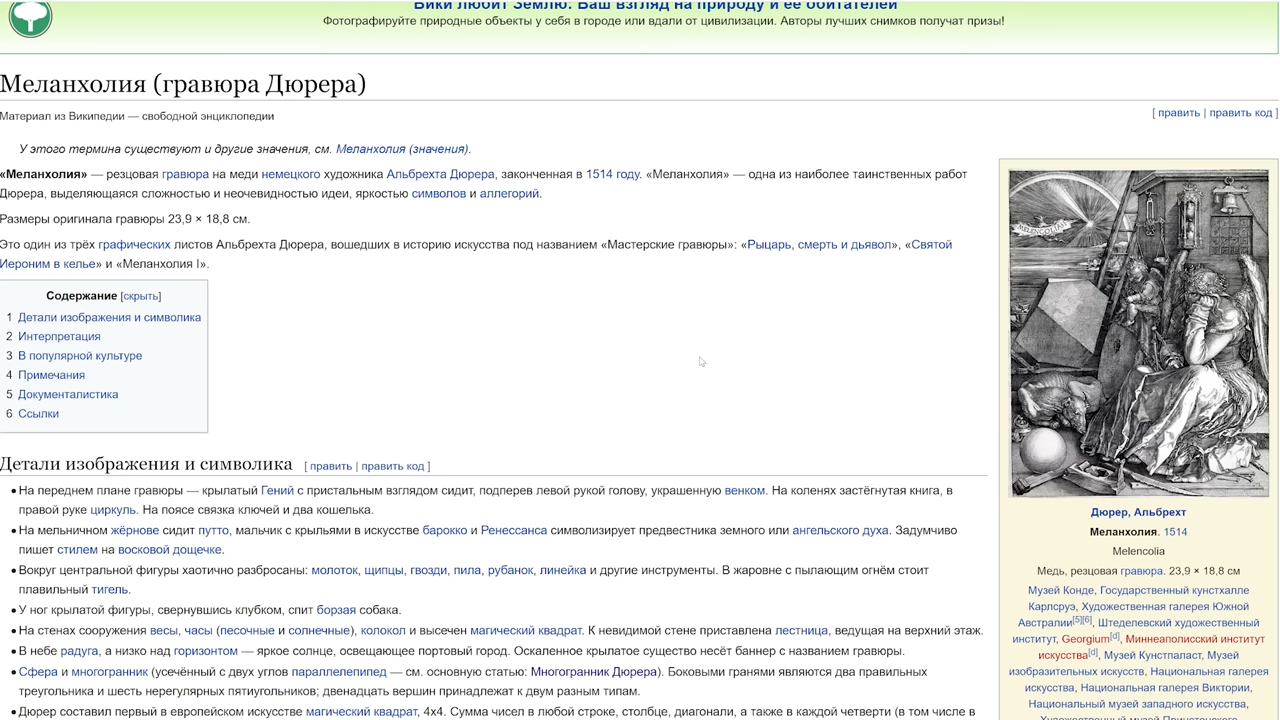 Вики любит Землю: Ваш взгляд на природу и её обитателей
Фотографируйте природные объекты у себя в городе или вдали от цивилизации. Авторы лучших снимков получат призы!
Меланхолия (гравюра Дюрера)
Материал из Википедии — свободной энциклопедии
[ править | править код ]
У этого термина существуют и другие значения, см. Меланхолия (значения).
«Меланхолия» — резцовая гравюра на меди немецкого художника Альбрехта Дюрера, законченная в 1514 году. «Меланхолия» — одна из наиболее таинственных работ
Дюрера, выделяющаяся сложностью и неочевидностью идеи, яркостью символов и аллегорий.
Размеры оригинала гравюры 23,9 × 18,8 см.
Это один из трёх графических листов Альбрехта Дюрера, вошедших в историю искусства под названием «Мастерские гравюры»: «Рыцарь, смерть и дьявол», «Святой
Иероним в келье» и «Меланхолия I».
Содержание [скрыть]
1 Детали изображения и символика
2 Интерпретация
3 В популярной культуре
4 Примечания
5 Документалистика
6 Ссылки
Детали изображения и символика [ править | править код ]
• На переднем плане гравюры — крылатый Гений с пристальным взглядом сидит, подперев левой рукой голову, украшенную венком. На коленях застёгнутая книга, в
правой руке циркуль. На поясе связка ключей и два кошелька.
• На мельничном жёрнове сидит путто, мальчик с крыльями в искусстве барокко и Ренессанса символизирует предвестника земного или ангельского духа. Задумчиво
пишет стилем на восковой дощечке.
• Вокруг центральной фигуры хаотично разбросаны: молоток, щипцы, гвозди, пила, рубанок, линейка и другие инструменты. В жаровне с пылающим огнём стоит
плавильный тигель.
• У ног крылатой фигуры, свернувшись клубком, спит борзая собака.
• На стенах сооружения весы, часы (песочные и солнечные), колокол и высечен магический квадрат. К невидимой стене приставлена лестница, ведущая на верхний этаж.
• В небе радуга, а низко над горизонтом — яркое солнце, освещающее портовый город. Оскаленное крылатое существо несёт баннер с названием гравюры.
• Сфера и многогранник (усечённый с двух углов параллелепипед — см. основную статью: Многогранник Дюрера). Боковыми гранями являются два правильных
треугольника и шесть нерегулярных пятиугольников; двенадцать вершин принадлежат к двум разным типам.
• Дюрер составил первый в европейском искусстве магический квадрат, 4x4. Сумма чисел в любой строке, столбце, диагонали, а также в каждой четверти (в том числе в
Дюрер, Альбрехт
Меланхолия. 1514
Melencolia
Медь, резцовая гравюра. 23,9 × 18,8 см
Музей Конде, Государственный кунстхалле
Карлсруэ, Художественная галерея Южной
Австралии[5][6], Штеделевский художественный
институт, Georgium[d], Миннеаполисский институт
искусства[d], Музей Кунстпаласт, Музей
изобразительных искусств, Национальная галерея
искусства, Национальная галерея Виктории,
Национальный музей западного искусства,
Художественный музей Принстонского